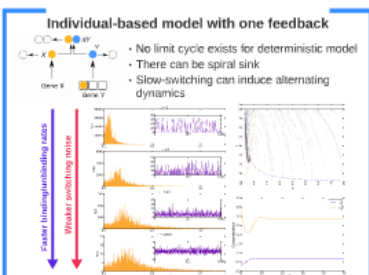 Individual-based model with one feedback
XY
X
Y
Gene X
Gene Y
• No limit cycle exists for deterministic model
• There can be spiral sink
• Slow-switching can induce alternating
dynamics
Faster binding/unbinding rates
Weaker switching noise